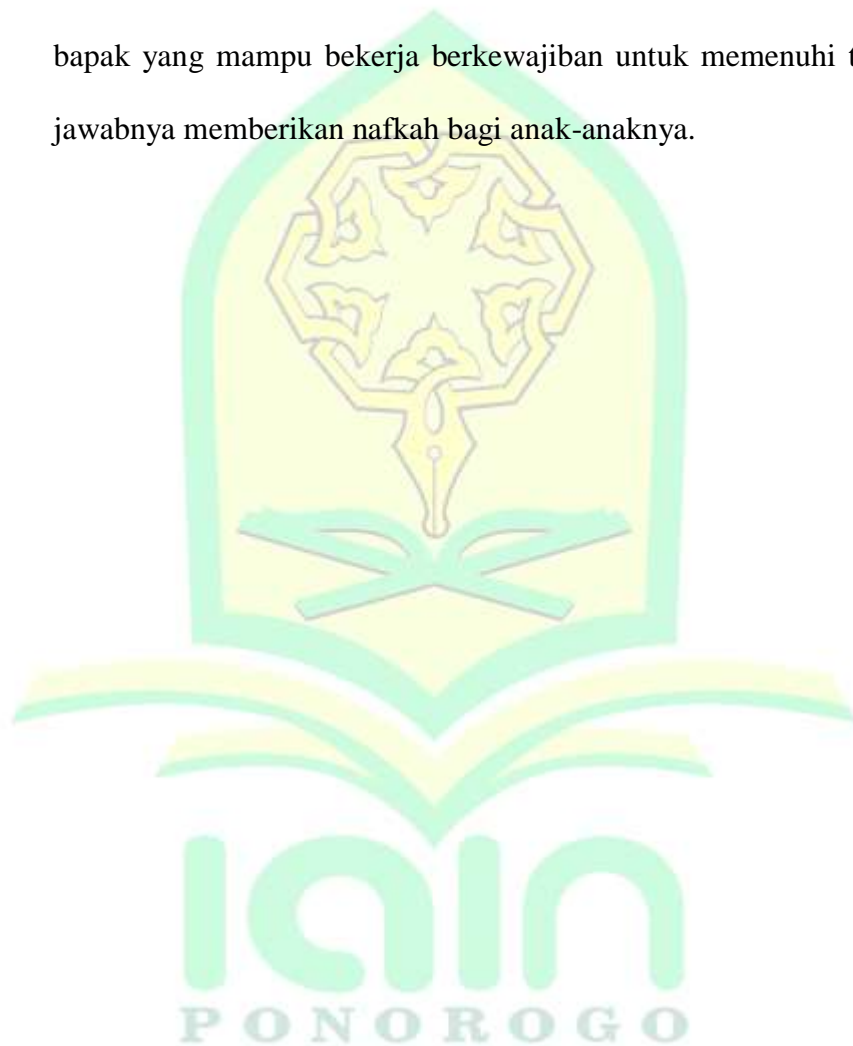 bapak yang mampu bekerja berkewajiban untuk memenuhi t
jawabnya memberikan nafkah bagi anak-anaknya.
iain
PONOROGO